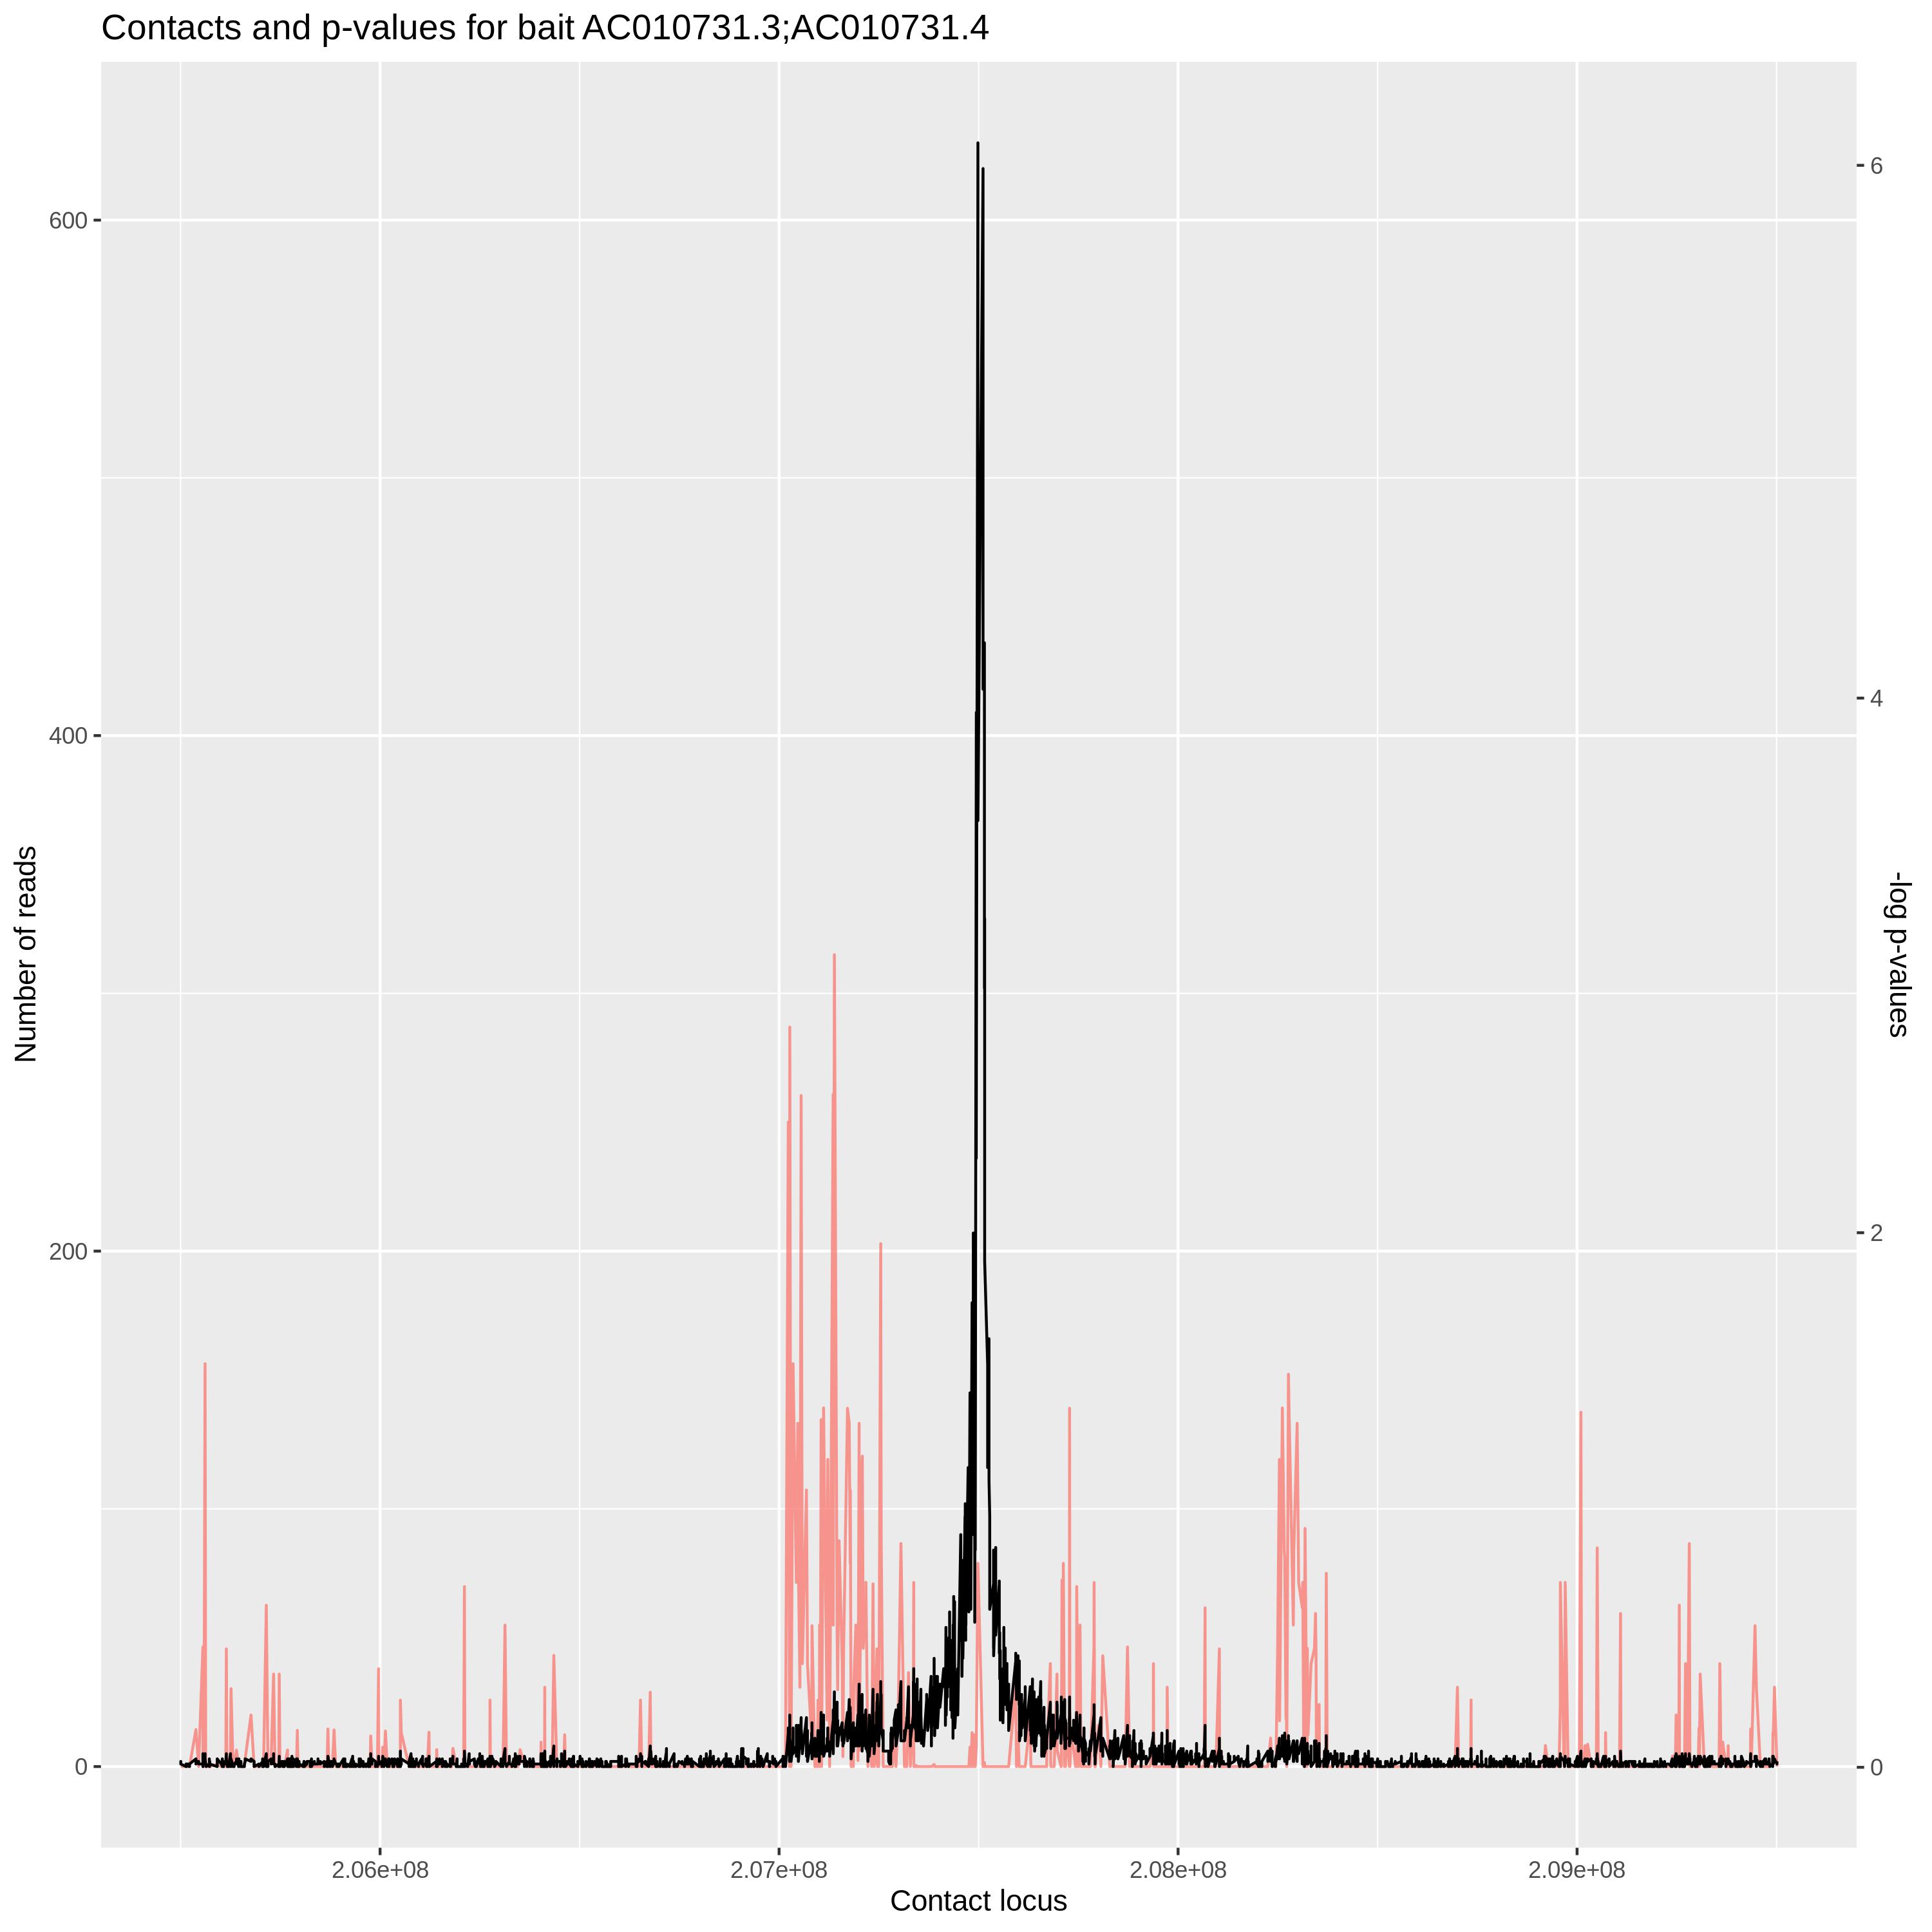 Contacts and p-values for bait AC010731.3;AC010731.4
600
400
200
0
Number of reads
6
4
2
0
-log p-values
2.06e+08
2.07e+08
2.08e+08
2.09e+08
Contact locus